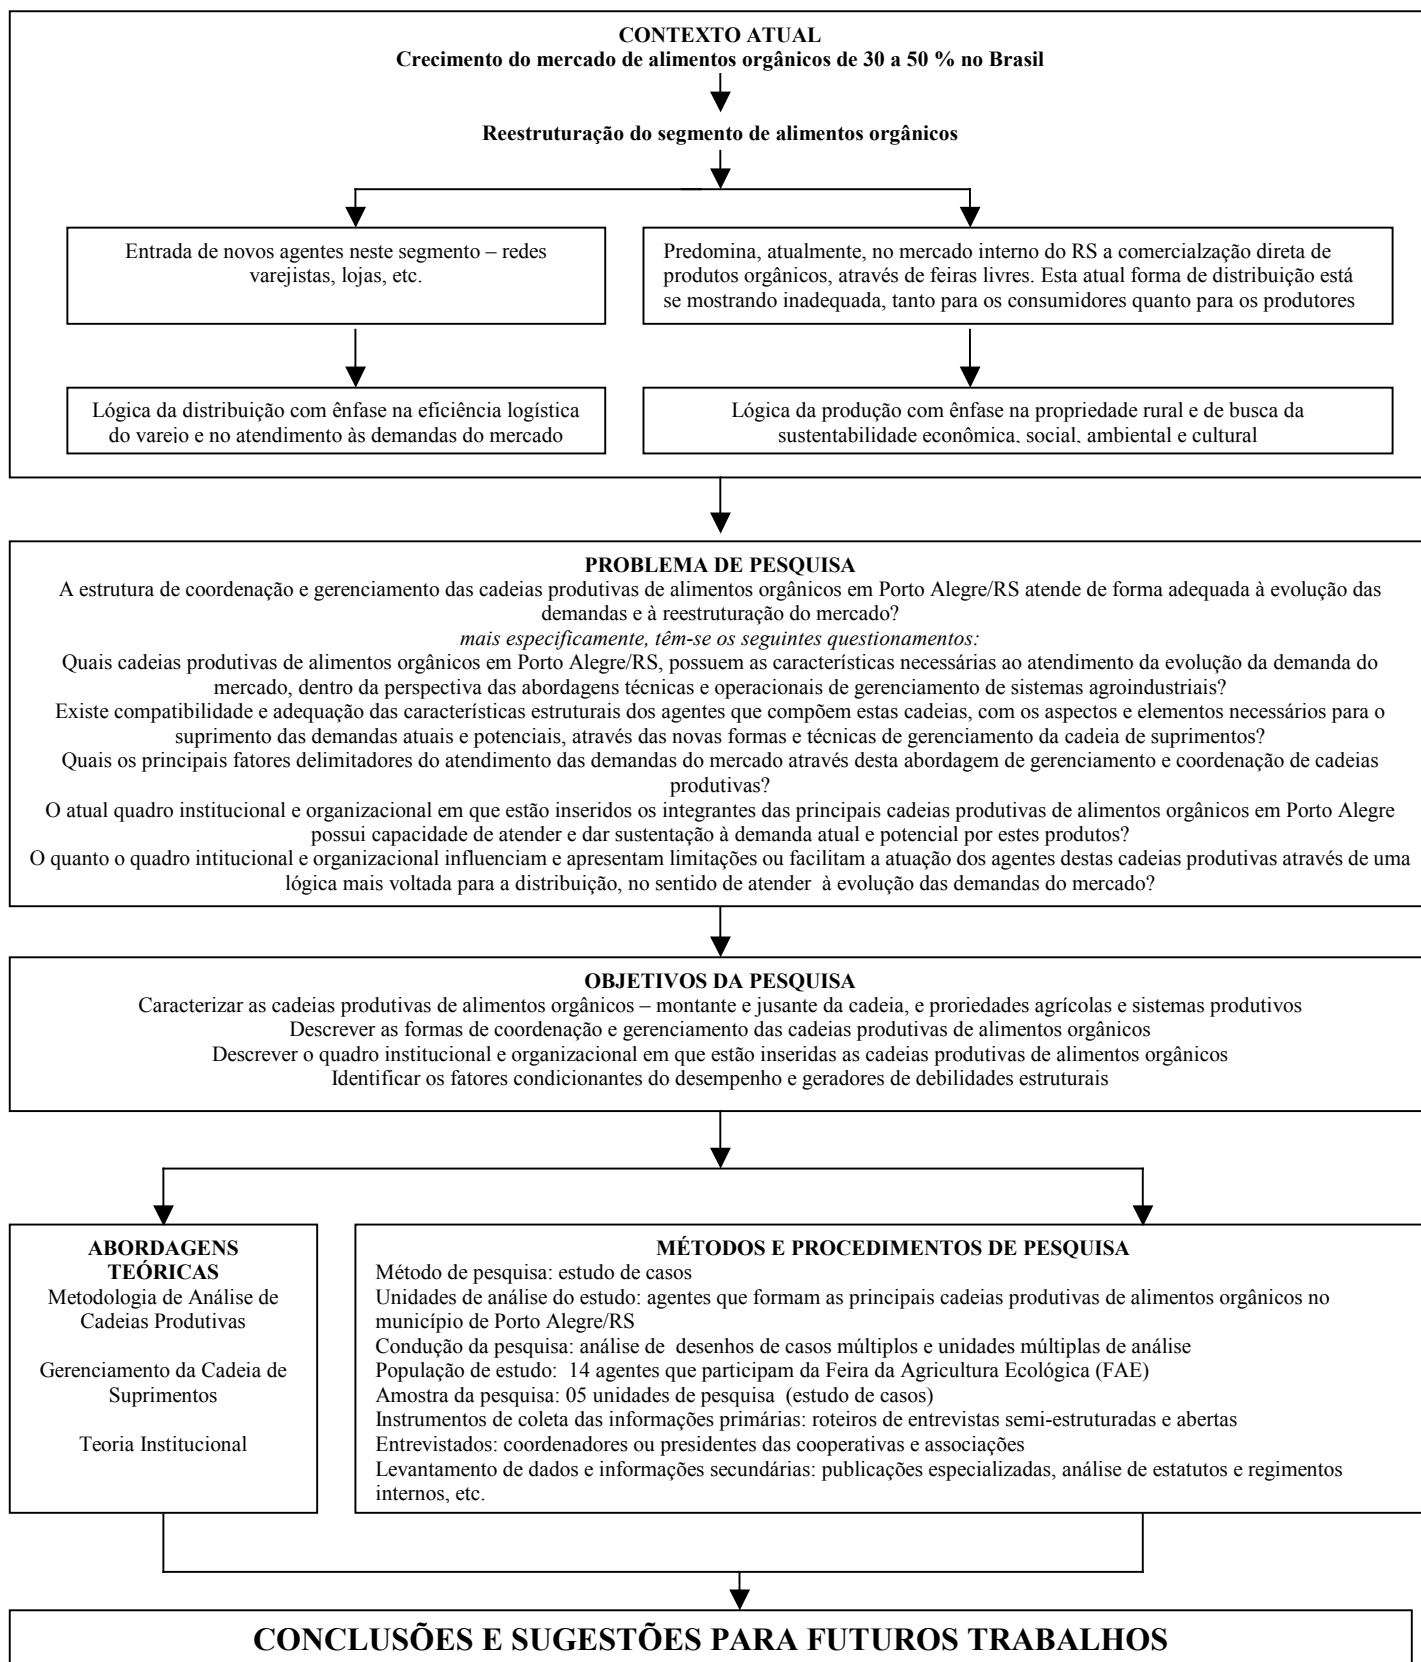 CONTEXTO ATUAL
Crecimento do mercado de alimentos orgânicos de 30 a 50 % no Brasil
Reestruturação do segmento de alimentos orgânicos
Entrada de novos agentes neste segmento – redes
varejistas, lojas, etc.
Predomina, atualmente, no mercado interno do RS a comercialzação direta de
produtos orgânicos, através de feiras livres. Esta atual forma de distribuição está
se mostrando inadequada, tanto para os consumidores quanto para os produtores
Lógica da distribuição com ênfase na eficiência logística
do varejo e no atendimento às demandas do mercado
Lógica da produção com ênfase na propriedade rural e de busca da
sustentabilidade econômica, social, ambiental e cultural
PROBLEMA DE PESQUISA
A estrutura de coordenação e gerenciamento das cadeias produtivas de alimentos orgânicos em Porto Alegre/RS atende de forma adequada à evolução das
demandas e à reestruturação do mercado?
mais especificamente, têm-se os seguintes questionamentos:
Quais cadeias produtivas de alimentos orgânicos em Porto Alegre/RS, possuem as características necessárias ao atendimento da evolução da demanda do
mercado, dentro da perspectiva das abordagens técnicas e operacionais de gerenciamento de sistemas agroindustriais?
Existe compatibilidade e adequação das características estruturais dos agentes que compõem estas cadeias, com os aspectos e elementos necessários para o
suprimento das demandas atuais e potenciais, através das novas formas e técnicas de gerenciamento da cadeia de suprimentos?
Quais os principais fatores delimitadores do atendimento das demandas do mercado através desta abordagem de gerenciamento e coordenação de cadeias
produtivas?
O atual quadro institucional e organizacional em que estão inseridos os integrantes das principais cadeias produtivas de alimentos orgânicos em Porto Alegre
possui capacidade de atender e dar sustentação à demanda atual e potencial por estes produtos?
O quanto o quadro intitucional e organizacional influenciam e apresentam limitações ou facilitam a atuação dos agentes destas cadeias produtivas através de uma
lógica mais voltada para a distribuição, no sentido de atender à evolução das demandas do mercado?
OBJETIVOS DA PESQUISA
Caracterizar as cadeias produtivas de alimentos orgânicos – montante e jusante da cadeia, e proriedades agrícolas e sistemas produtivos
Descrever as formas de coordenação e gerenciamento das cadeias produtivas de alimentos orgânicos
Descrever o quadro institucional e organizacional em que estão inseridas as cadeias produtivas de alimentos orgânicos
Identificar os fatores condicionantes do desempenho e geradores de debilidades estruturais
ABORDAGENS
TEÓRICAS
Metodologia de Análise de
Cadeias Produtivas
Gerenciamento da Cadeia de
Suprimentos
Teoria Institucional
MÉTODOS E PROCEDIMENTOS DE PESQUISA
Método de pesquisa: estudo de casos
Unidades de análise do estudo: agentes que formam as principais cadeias produtivas de alimentos orgânicos no
município de Porto Alegre/RS
Condução da pesquisa: análise de desenhos de casos múltiplos e unidades múltiplas de análise
População de estudo: 14 agentes que participam da Feira da Agricultura Ecológica (FAE)
Amostra da pesquisa: 05 unidades de pesquisa (estudo de casos)
Instrumentos de coleta das informações primárias: roteiros de entrevistas semi-estruturadas e abertas
Entrevistados: coordenadores ou presidentes das cooperativas e associações
Levantamento de dados e informações secundárias: publicações especializadas, análise de estatutos e regimentos
internos, etc.
CONCLUSÕES E SUGESTÕES PARA FUTUROS TRABALHOS